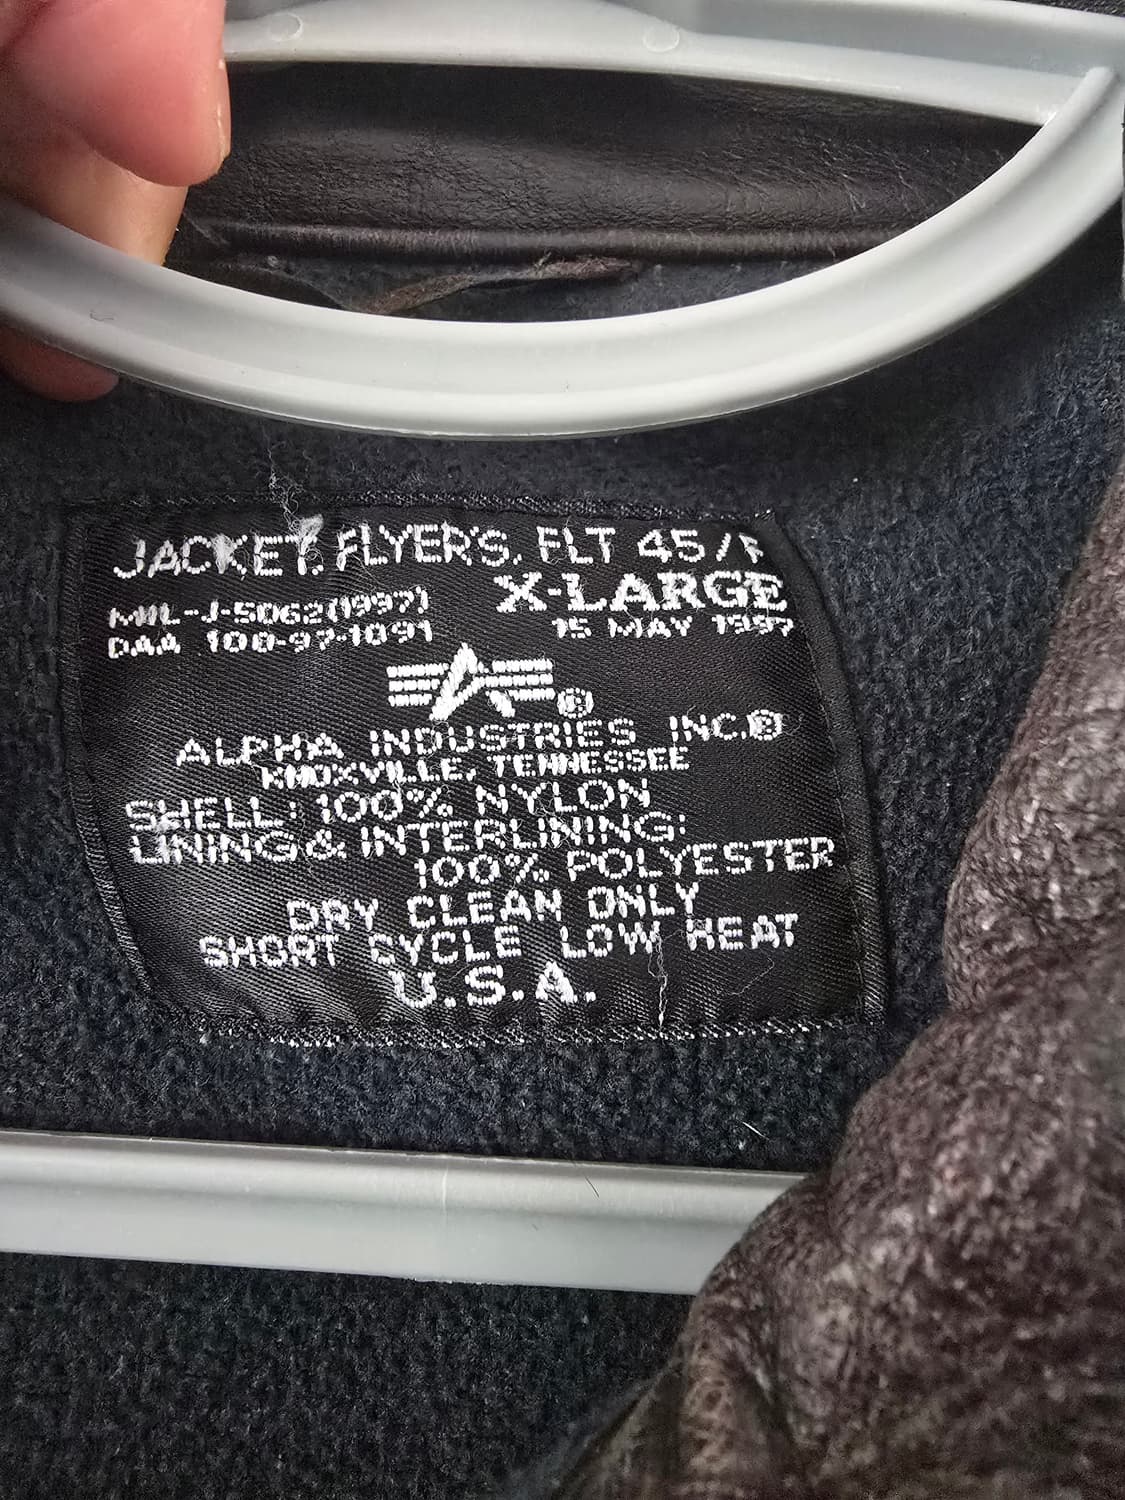 JACKET, FLYER'S, FLT 45/P
X-LARGE
MIL-J-5062(1997)
DAA 100-97-1091
15 MAY 1997
®
ALPHA INDUSTRIES INC.®
KNOXVILLE, TENNESSEE
SHELL: 100% NYLON
LINING & INTERLINING:
100% POLYESTER
DRY CLEAN ONLY
SHORT CYCLE LOW HEAT
U.S.A.